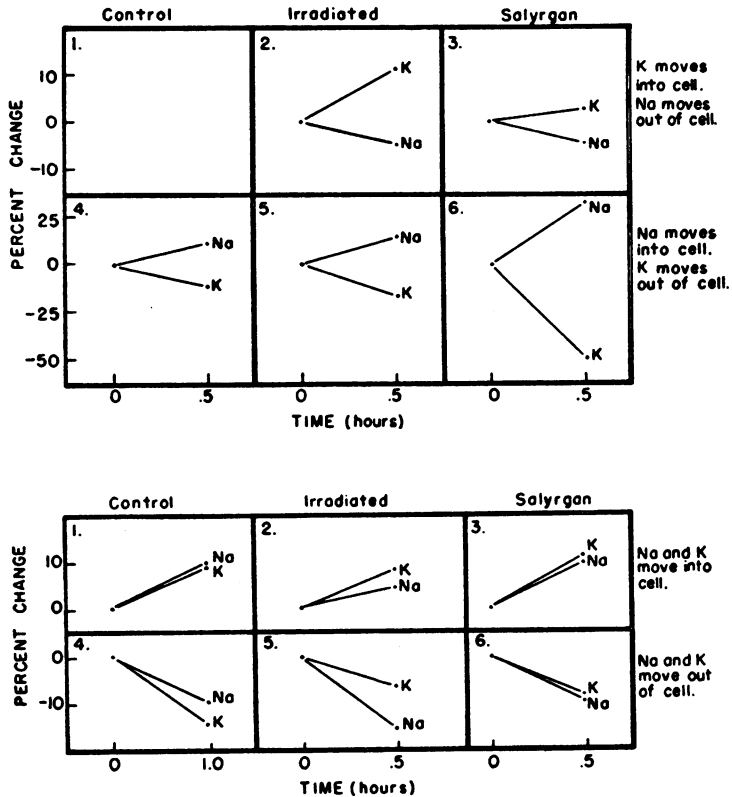 Control Irradiated Salyrgan
1. 2. 3.
10
0
-10
K
Na
K
Na
K moves
into cell.
Na moves
out of cell.
PERCENT CHANGE
4. 5. 6.
25
0
-25
-50
Na
K
Na
K
Na
K
Na moves
into cell.
K moves
out of cell.
0 .5 0 .5 0 .5
TIME (hours)
Control Irradiated Salyrgan
1. 2. 3.
10
0
Na
K
K
Na
K
Na
Na and K
move into
cell.
PERCENT CHANGE
4. 5. 6.
0
-10
Na
K
K
Na
K
Na
Na and K
move out
of cell.
0 1.0 0 .5 0 .5
TIME (hours)